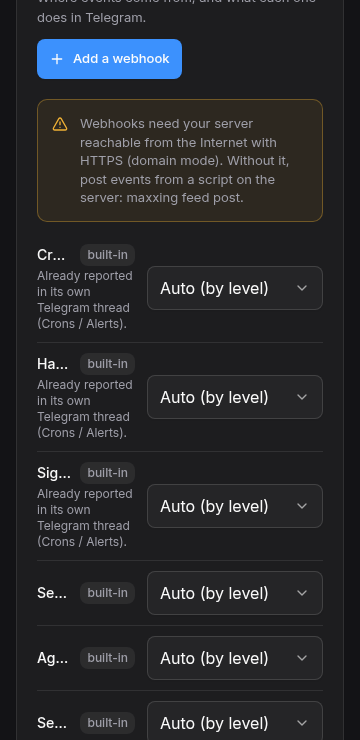 where events come from, and what each one
does in Telegram.
+ Add a webhook
Webhooks need your server
reachable from the Internet with
HTTPS (domain mode). Without it,
post events from a script on the
server: maxxing feed post.
Cr... built-in
Already reported
in its own
Telegram thread
(Crons / Alerts).
Auto (by level)
Ha... built-in
Already reported
in its own
Telegram thread
(Crons / Alerts).
Auto (by level)
Sig... built-in
Already reported
in its own
Telegram thread
(Crons / Alerts).
Auto (by level)
Se... built-in Auto (by level)
Ag... built-in Auto (by level)
Se... built-in Auto (by level)